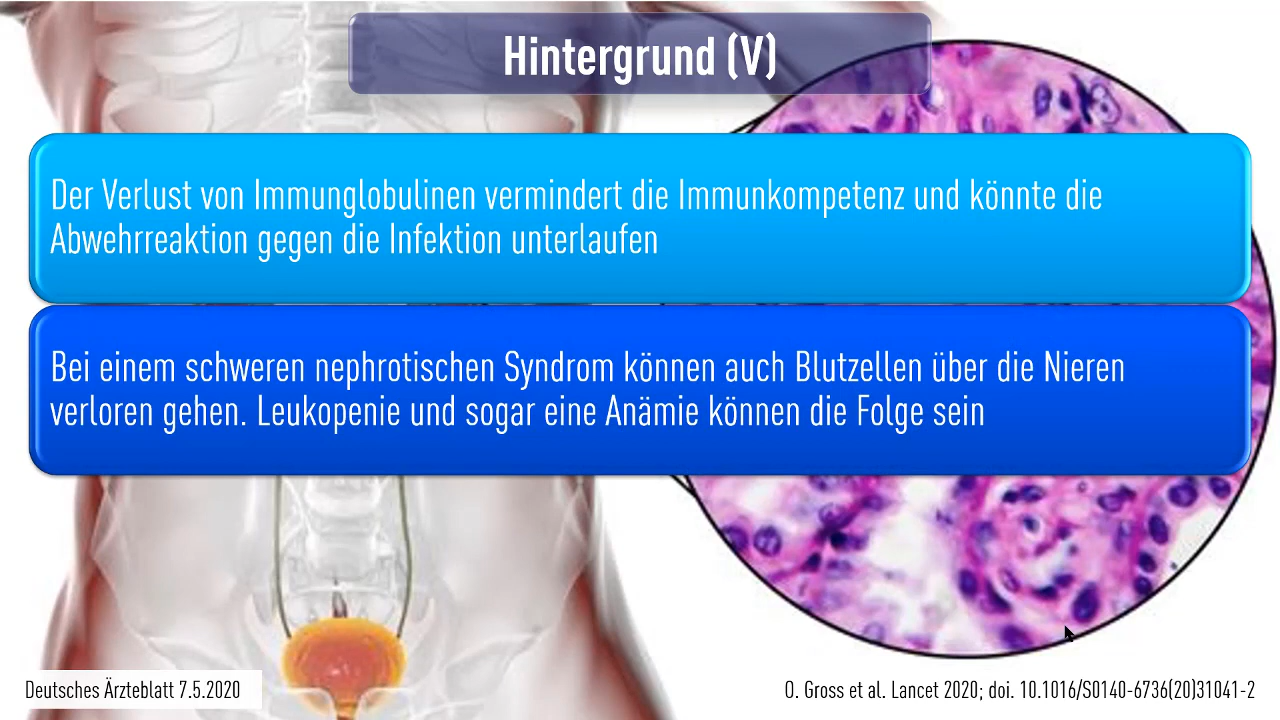 Hintergrund (V)
Der Verlust von Immunglobulinen vermindert die Immunkompetenz und könnte die
Abwehrreaktion gegen die Infektion unterlaufen
Bei einem schweren nephrotischen Syndrom können auch Blutzellen über die Nieren
verloren gehen. Leukopenie und sogar eine Anämie können die Folge sein
Deutsches Ärzteblatt 7.5.2020
O. Gross et al. Lancet 2020; doi. 10.1016/S0140-6736(20)31041-2